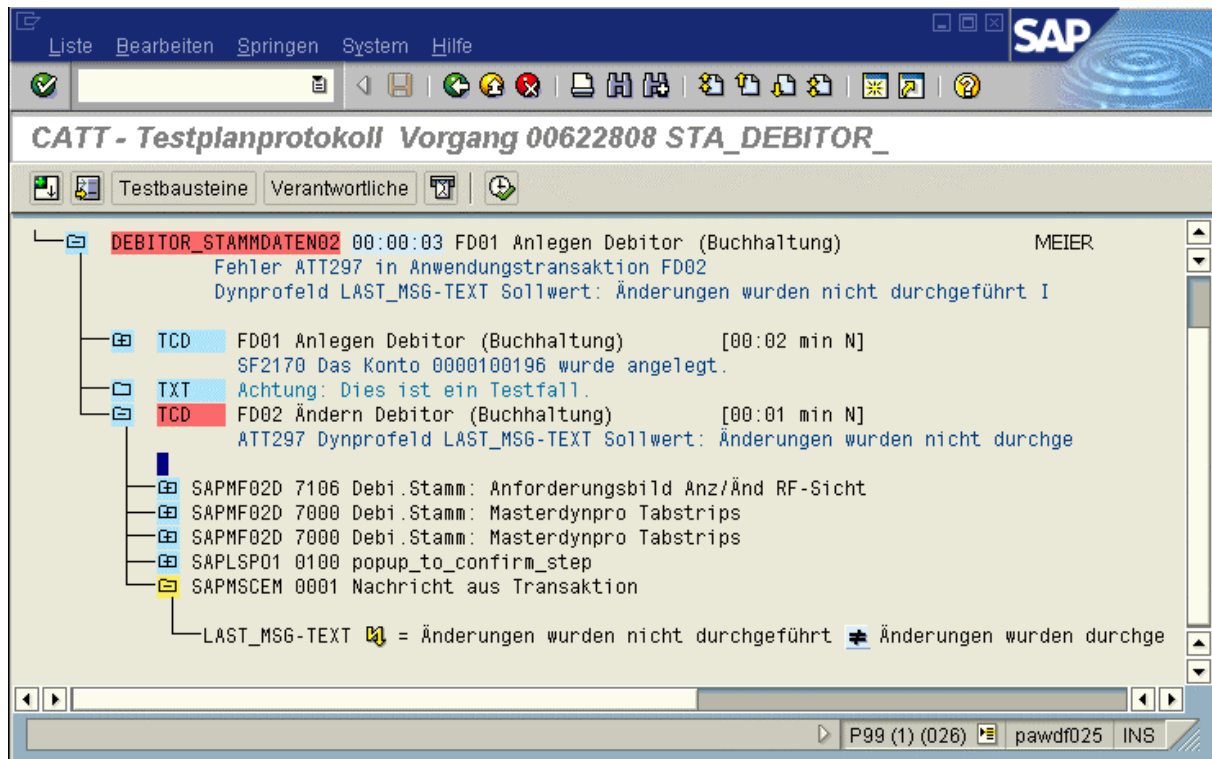 Liste Bearbeiten Springen System Hilfe
SAP
CATT - Testplanprotokoll Vorgang 00622808 STA_DEBITOR_
Testbausteine Verantwortliche
DEBITOR_STAMMDATEN02 00:00:03 FD01 Anlegen Debitor (Buchhaltung) MEIER
Fehler ATT297 in Anwendungstransaktion FD02
Dynprofeld LAST_MSG-TEXT Sollwert: Änderungen wurden nicht durchgeführt I
TCD FD01 Anlegen Debitor (Buchhaltung) [00:02 min N]
SF2170 Das Konto 0000100196 wurde angelegt.
TXT Achtung: Dies ist ein Testfall.
TCD FD02 Ändern Debitor (Buchhaltung) [00:01 min N]
ATT297 Dynprofeld LAST_MSG-TEXT Sollwert: Änderungen wurden nicht durchge
SAPMF02D 7106 Debi.Stamm: Anforderungsbild Anz/Änd RF-Sicht
SAPMF02D 7000 Debi.Stamm: Masterdynpro Tabstrips
SAPMF02D 7000 Debi.Stamm: Masterdynpro Tabstrips
SAPLSPO1 0100 popup_to_confirm_step
SAPMSCEM 0001 Nachricht aus Transaktion
LAST_MSG-TEXT = Änderungen wurden nicht durchgeführt ≠ Änderungen wurden durchge
P99 (1) (026) pawdf025 INS